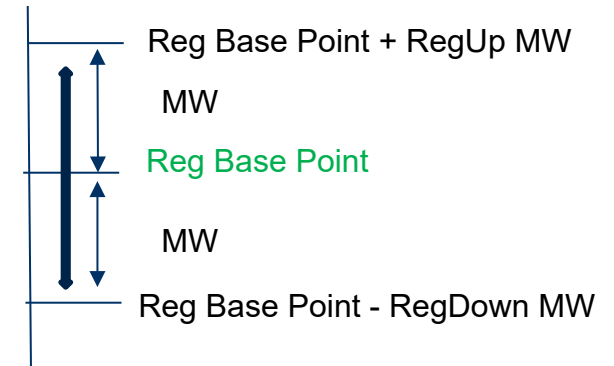 Reg Base Point + RegUp MW
MW
Reg Base Point
MW
Reg Base Point - RegDown MW